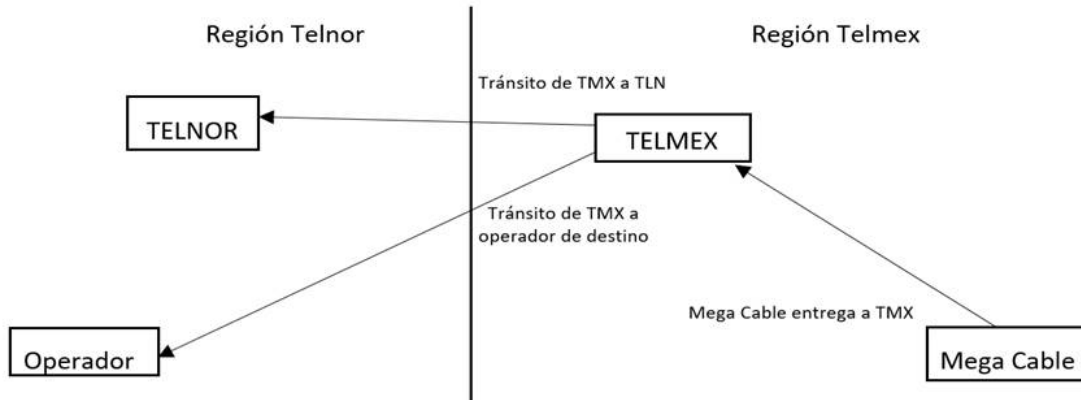 Región Telnor
Región Telmex
Tránsito de TMX a TLN
TELNOR
TELMEX
Tránsito de TMX a
operador de destino
Mega Cable entrega a TMX
Operador
Mega Cable